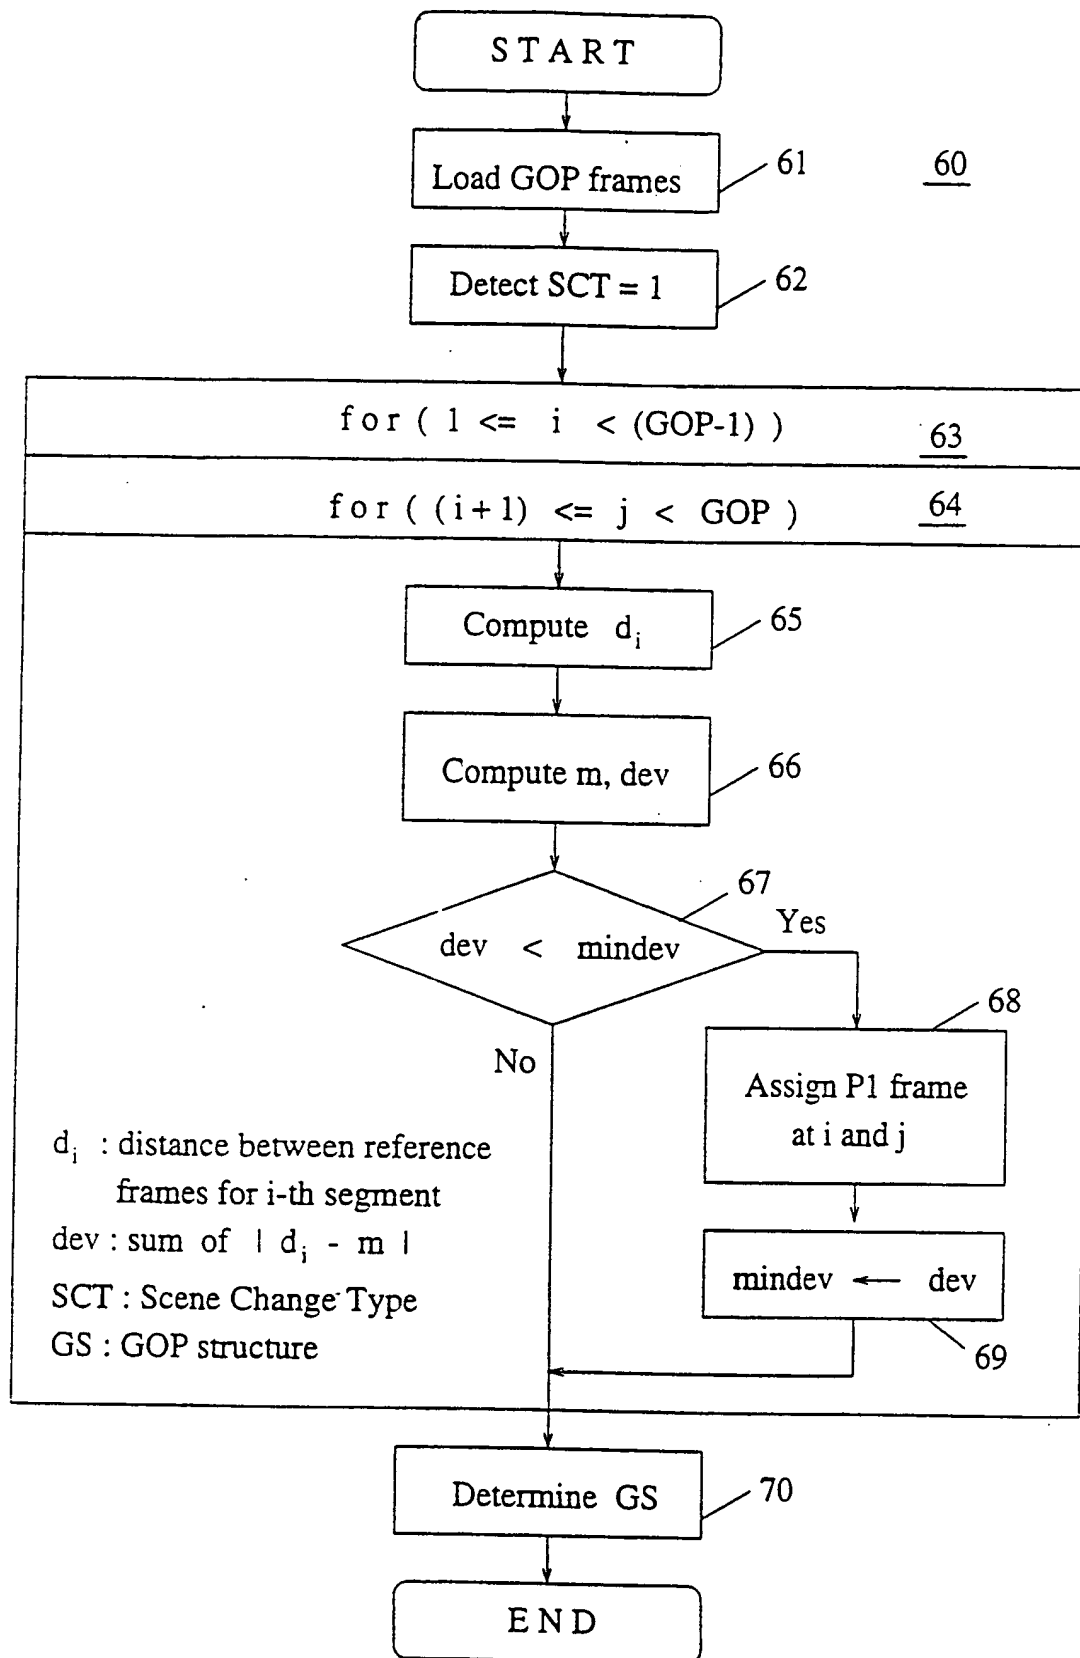 START
Load GOP frames
61
60
Detect SCT = 1
62
for ( 1 <= i < (GOP-1) )
63
for ( (i+1) <= j < GOP )
64
Compute d_i
65
Compute m, dev
66
67
dev < mindev
Yes
68
No
Assign P1 frame
at i and j
d_i : distance between reference
frames for i-th segment
dev : sum of | d_i - m |
mindev ← dev
SCT : Scene Change Type
GS : GOP structure
69
Determine GS
70
END